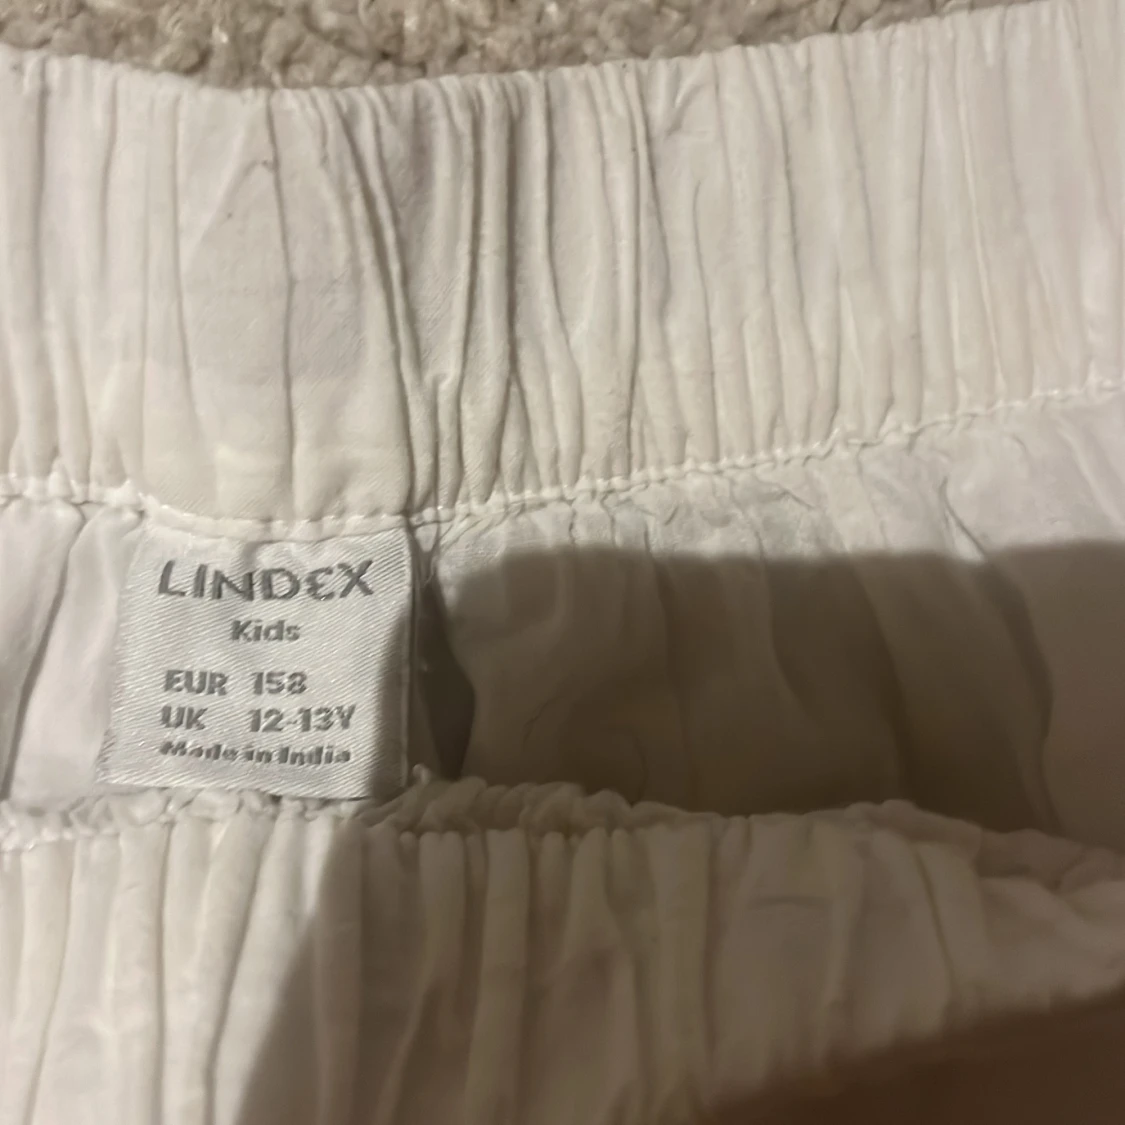 LINDEX
Kids
EUR 158
UK 12-13Y
Made in India